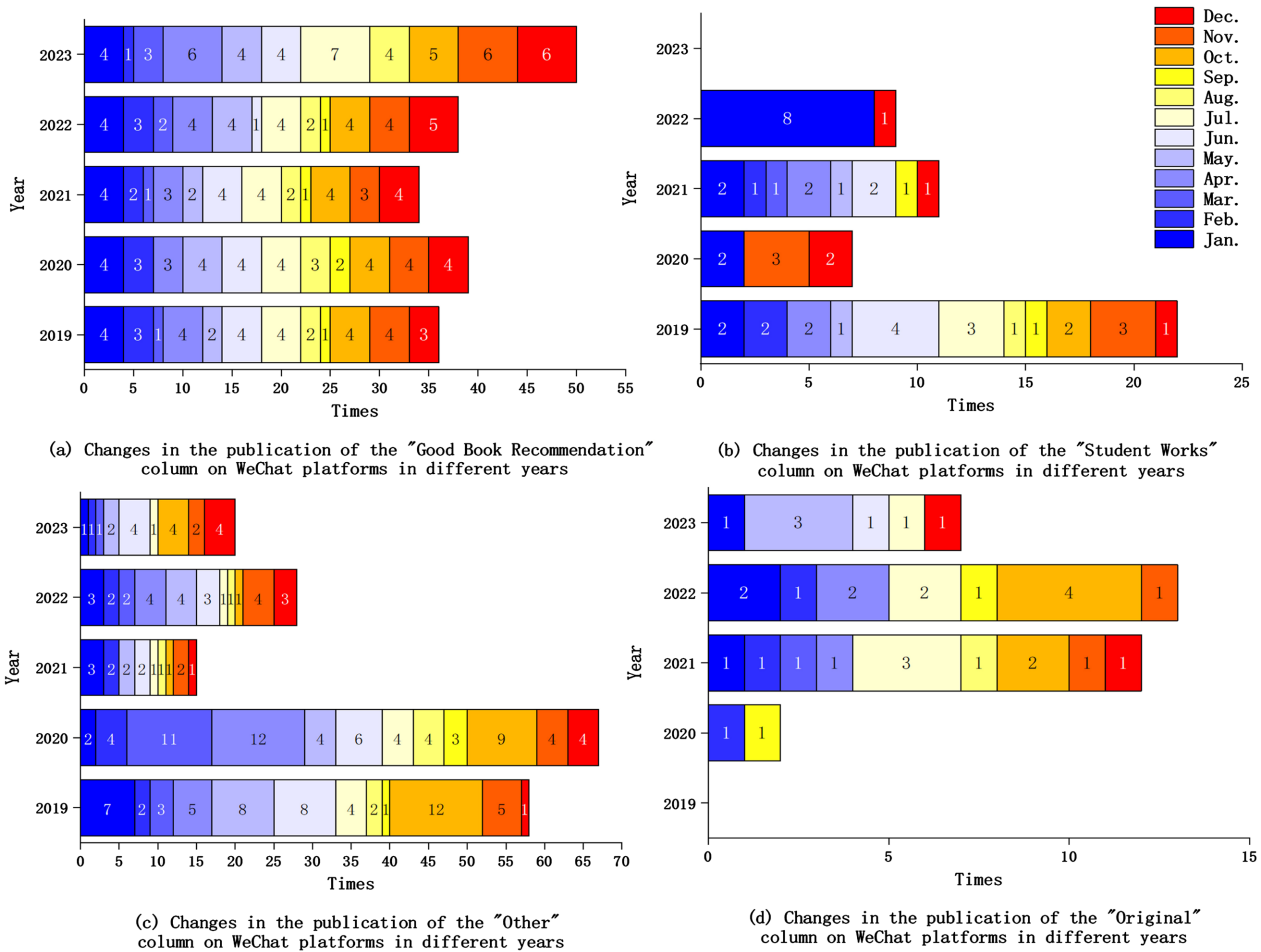 2023 4 1 3 6 4 4 7 4 5 6 6
2022 4 3 2 4 4 1 4 2 1 4 4 5
2021 4 2 1 3 2 4 4 2 1 4 3 4
2020 4 3 3 4 4 4 3 2 4 4 4
2019 4 3 1 4 2 4 4 2 1 4 4 3
Year
0 5 10 15 20 25 30 35 40 45 50 55
Times
(a) Changes in the publication of the "Good Book Recommendation"
column on WeChat platforms in different years
2023
2022 8 1
2021 2 1 1 2 1 2 1 1
2020 2 3 2
2019 2 2 2 1 4 3 1 1 2 3 1
Year
0 5 10 15 20 25
Times
(b) Changes in the publication of the "Student Works"
column on WeChat platforms in different years
Dec.
Nov.
Oct.
Sep.
Aug.
Jul.
Jun.
May.
Apr.
Mar.
Feb.
Jan.
2023 1 1 1 2 4 1 4 2 4
2022 3 2 2 4 4 3 1 1 1 4 3
2021 3 2 2 2 1 1 1 2 1
2020 2 4 11 12 4 6 4 4 3 9 4 4
2019 7 2 3 5 8 8 4 2 1 12 5 1
Year
0 5 10 15 20 25 30 35 40 45 50 55 60 65 70
Times
(c) Changes in the publication of the "Other"
column on WeChat platforms in different years
2023 1 3 1 1 1
2022 2 1 2 2 1 4 1
2021 1 1 1 1 3 1 2 1 1
2020 1 1
2019
Year
0 5 10 15
Times
(d) Changes in the publication of the "Original"
column on WeChat platforms in different years